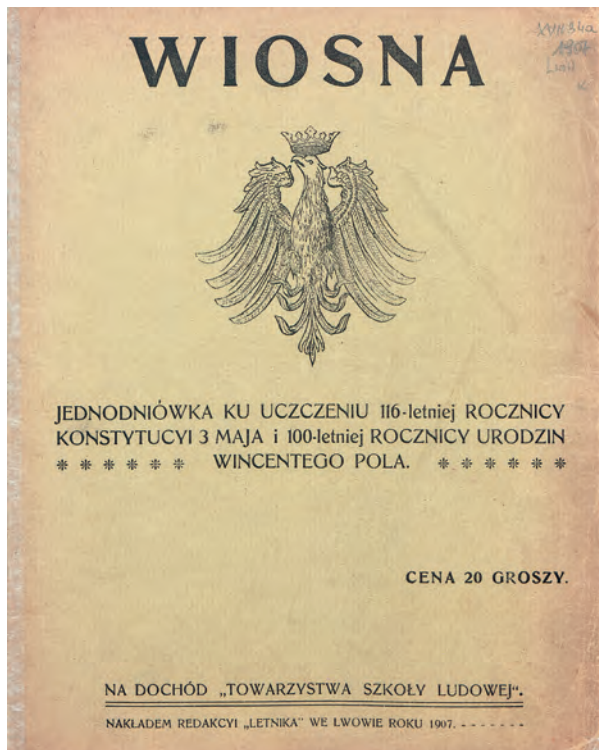 WIOSNA
JEDNODNIÓWKA KU UCZCZENIU 116-letniej ROCZNICY
KONSTYTUCYI 3 MAJA i 100-letniej ROCZNICY URODZIN
* * * * * * WINCENTEGO POLA. * * * * * *
CENA 20 GROSZY.
NA DOCHÓD „TOWARZYSTWA SZKOŁY LUDOWEJ“.
NAKŁADEM REDAKCYI „LETNIKA“ WE LWOWIE ROKU 1907. - - - - - - -